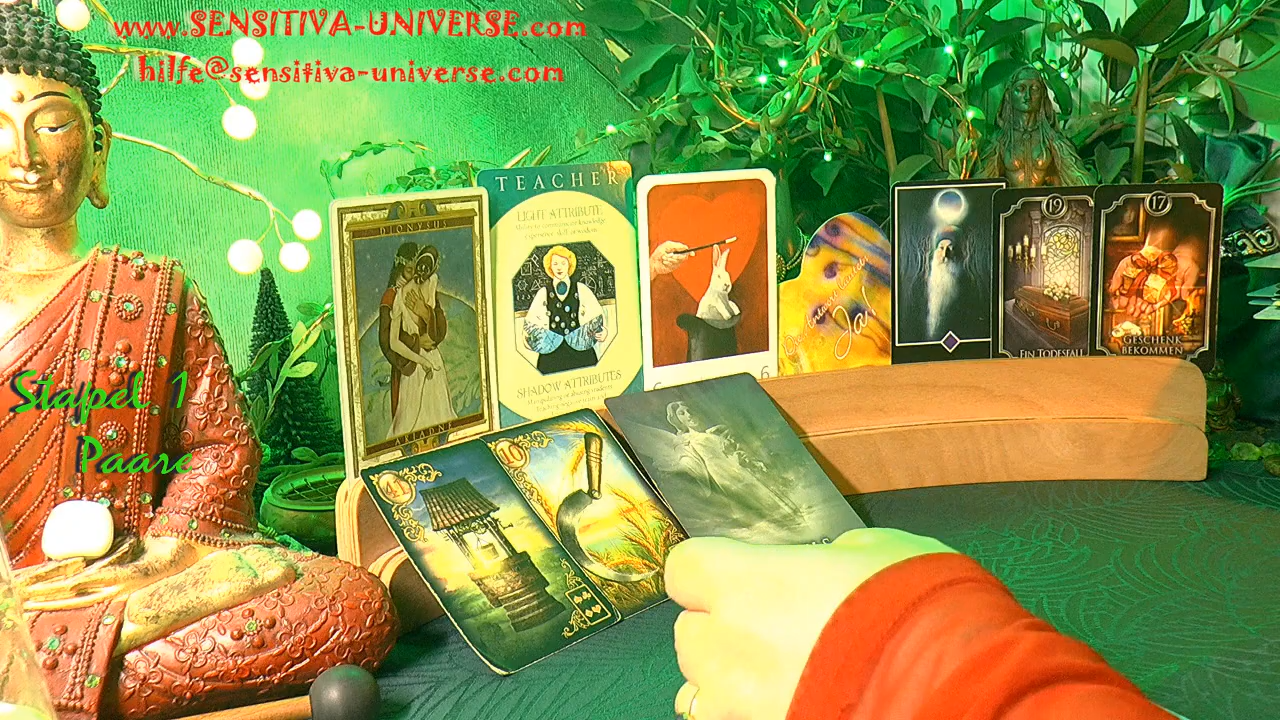 www.SENSITIVA-UNIVERSE.com
hilfe@sensitiva-universe.com
Stapel 1
Paare
DIONYSUS
ARIADNE
TEACHER
LIGHT ATTRIBUTE
SHADOW ATTRIBUTES
6
6
Ja!
19
EIN TODESFALL
17
GESCHENK
BEKOMMEN
10